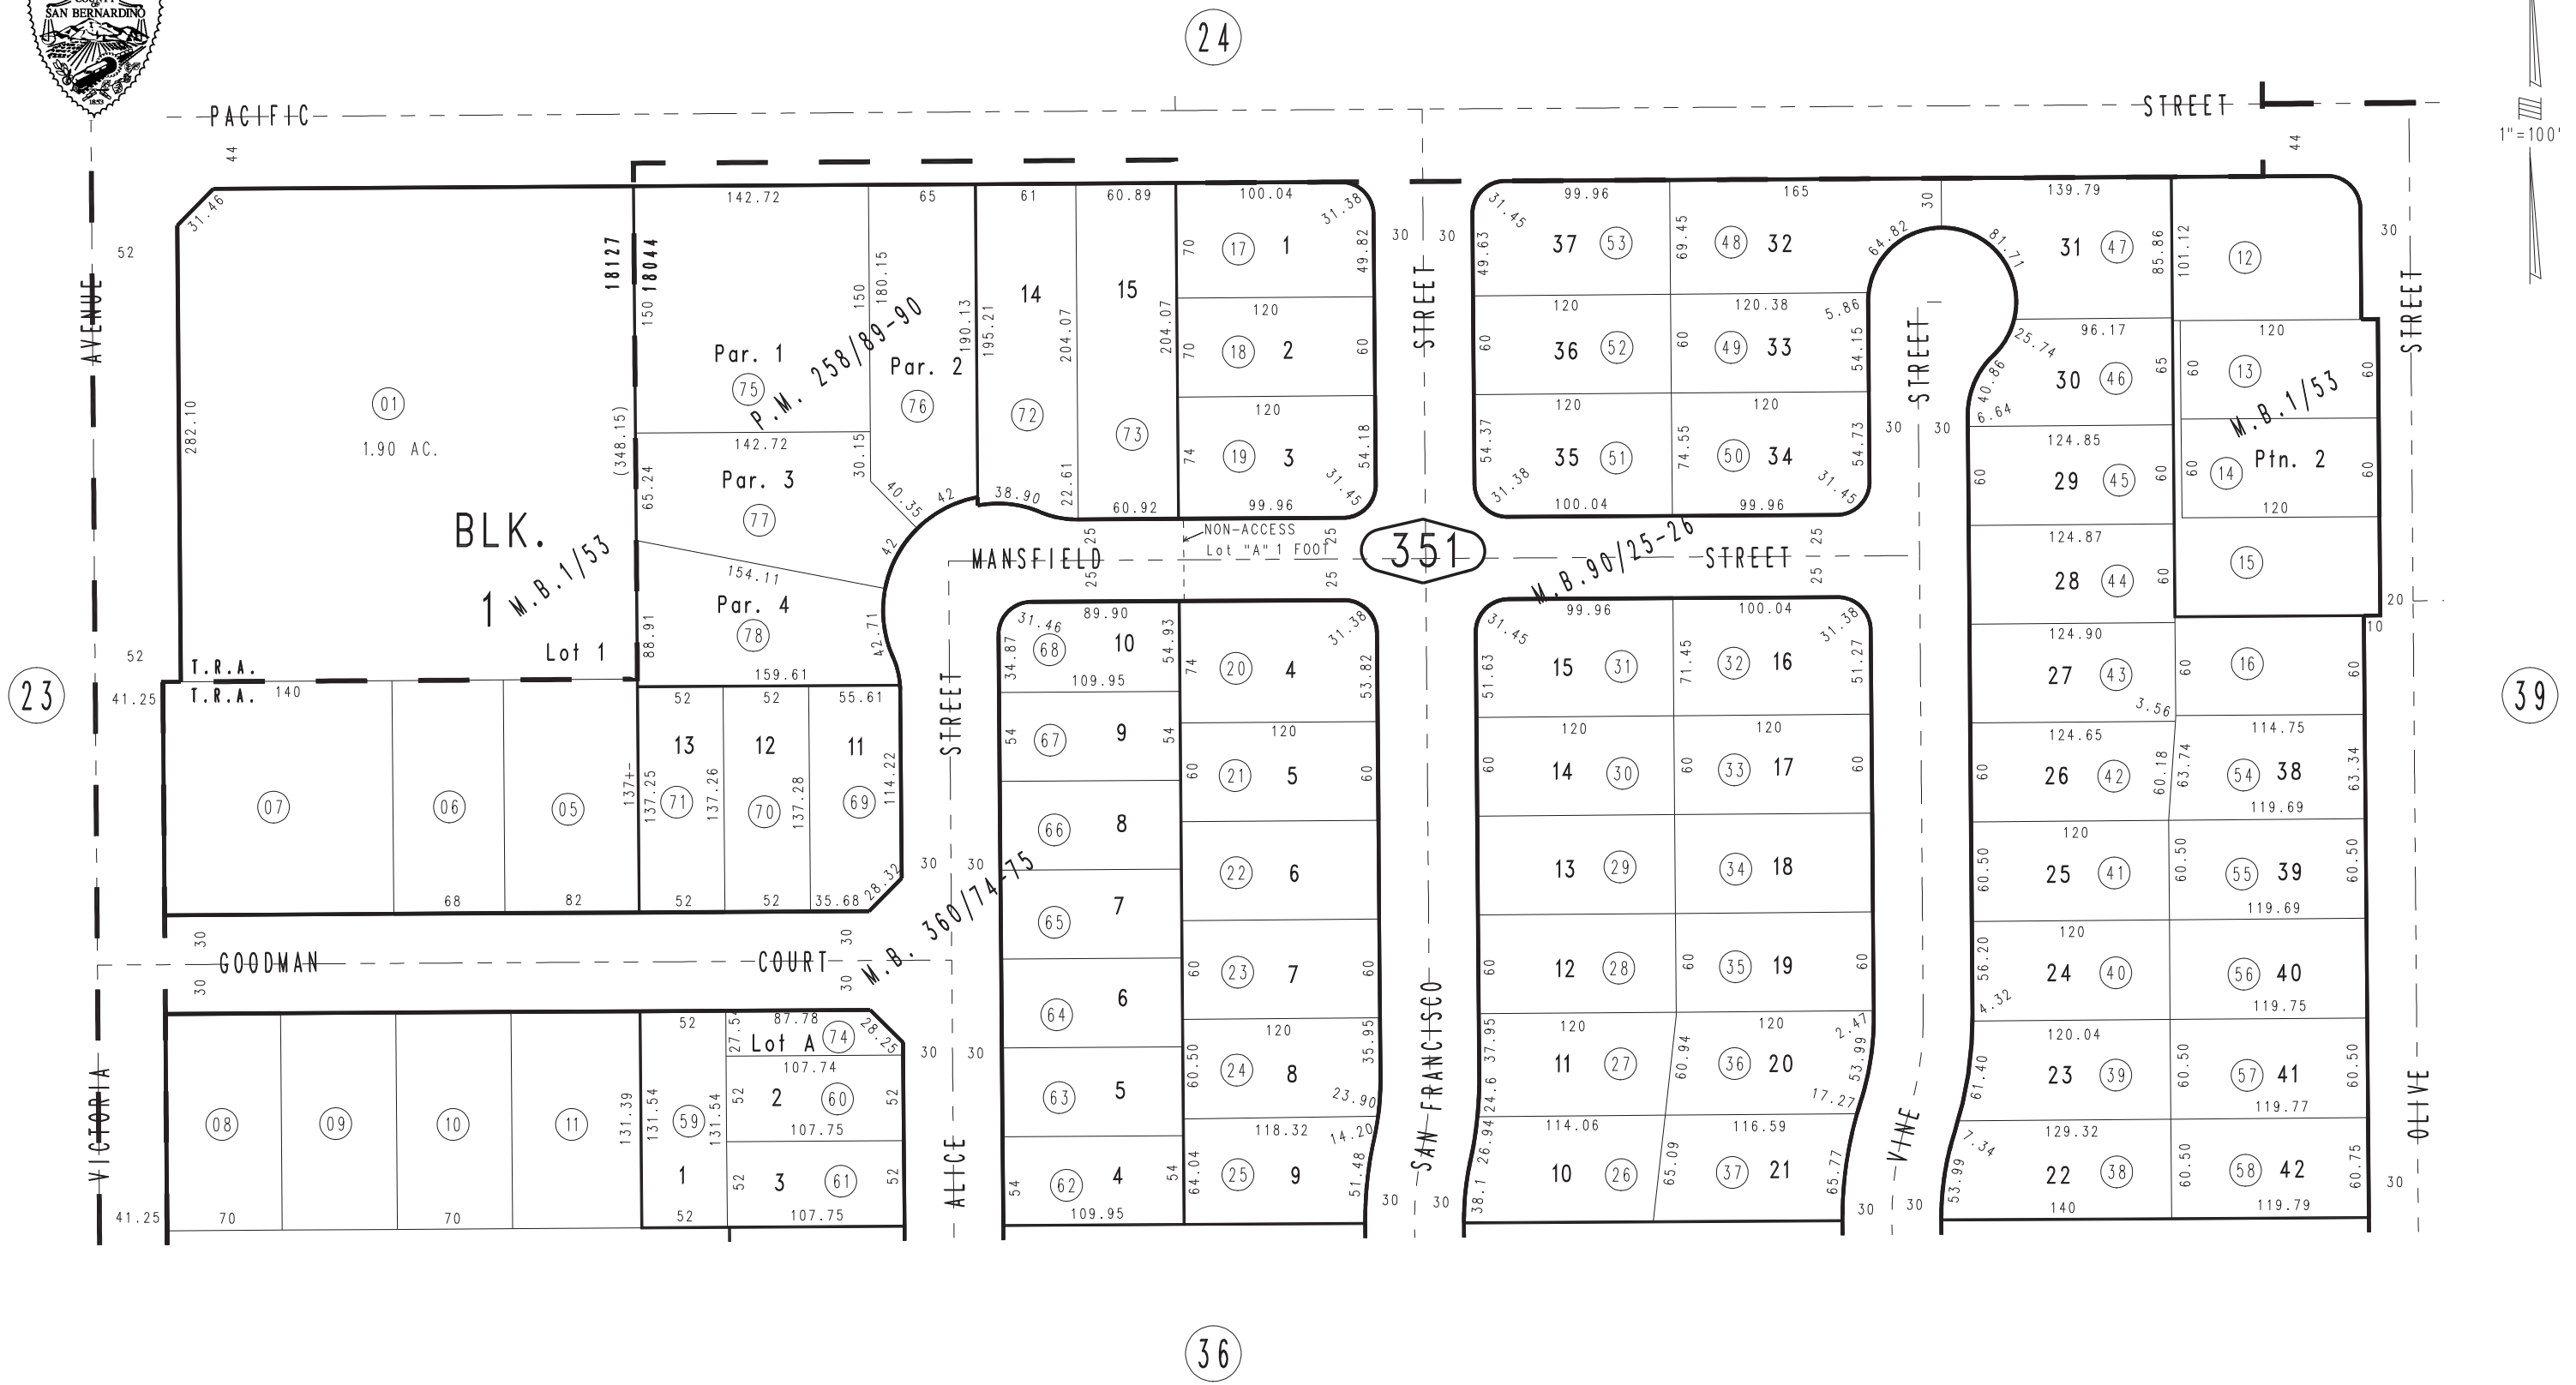 COUNTY
OF
SAN BERNARDINO
1853
24
PACIFIC STREET
1"=100'
44 44
31.46 142.72 65 61 60.89 100.04 31.38 31.45 99.96 165 30 139.79
52 18127 18044 30 30 30
70 17 1 49.82 49.63 37 53 69.45 48 32 64.82 81.71 31 47 85.86 101.12 12
150 150 180.15 190.13 195.21 14 204.07 15 204.07
AVENUE STREET STREET STREET
120 120 120.38 5.86 96.17 120
Par. 1 P.M. 258/89-90 Par. 2
75 76 72 73
70 18 2 60 60 36 52 60 49 33 54.15 25.74 40.86 6.64 30 46 65 60 13 60
M.B.1/53
01
1.90 AC.
282.10 (348.15)
120 120 120 124.85
142.72 30.15
74 19 3 54.18 31.45 54.37 35 51 74.55 50 34 54.73 31.38 31.45 30 30 60 29 45 60 60 14 Ptn. 2 60
65.24 Par. 3 77 40.35 42 38.90 22.61 60.92 99.96 100.04 99.96 120
BLK.
1 M.B.1/53
42 154.11
NON-ACCESS
Lot "A" 1 FOOT
25 25 25
MANSFIELD 351 M.B.90/25-26 STREET
25 25 25
124.87 28 44 60 15
Par. 4 78 88.91 42.71 159.61
Lot 1
31.46 89.90 31.38 31.45 99.96 100.04 31.38 20 10
34.87 68 10 54.93 109.95
74 20 4 53.82 51.63 15 31 71.45 32 16 51.27
124.90 27 43 3.56 60 16 60
52 T.R.A.
T.R.A.
41.25 140
23 39
52 52 55.61
13 12 11
STREET
54 67 9 54
120 120 120 124.65 114.75
60 21 5 60 60 14 30 60 33 17 60 60 26 42 60.18 63.74 54 38 63.34
119.69
07 06 05 137+- 137.25 71 137.26 70 137.28 69 114.22
66 8
120
22 6 13 29 34 18 60.50 25 41 60.50 55 39 60.50
119.69
68 82 52 52 35.68 28.32 30 30
65 7
M.B. 360/74-75
30 30 120
GOODMAN COURT
30 30
60 23 7 60 60 12 28 60 35 19 60 56.20 4.32 24 40 56 40
119.75
64 6
52 27.54 87.78 28.25
Lot A 74
107.74
30 30
120 120 120 120.04
60.50 24 8 35.95 23.90 37.95 24.6 11 27 60.94 36 20 2.47 53.99 17.27 61.40 23 39 60.50 57 41 60.50
119.77
63 5
08 09 10 11 131.39 131.54 59 131.54 52 2 60 52
107.75
118.32 14.20 114.06 116.59 129.32 7.34
1 52 3 61 52
54 62 4 54 64.04 25 9 51.48 26.94 38.1 10 26 65.09 37 21 65.77 53.99 22 38 60.50 58 42 60.75
VICTORIA ALICE SAN FRANCISCO VINE OLIVE
30 30 30 30 30
41.25 70 70 52 107.75 109.95 140 119.79
36